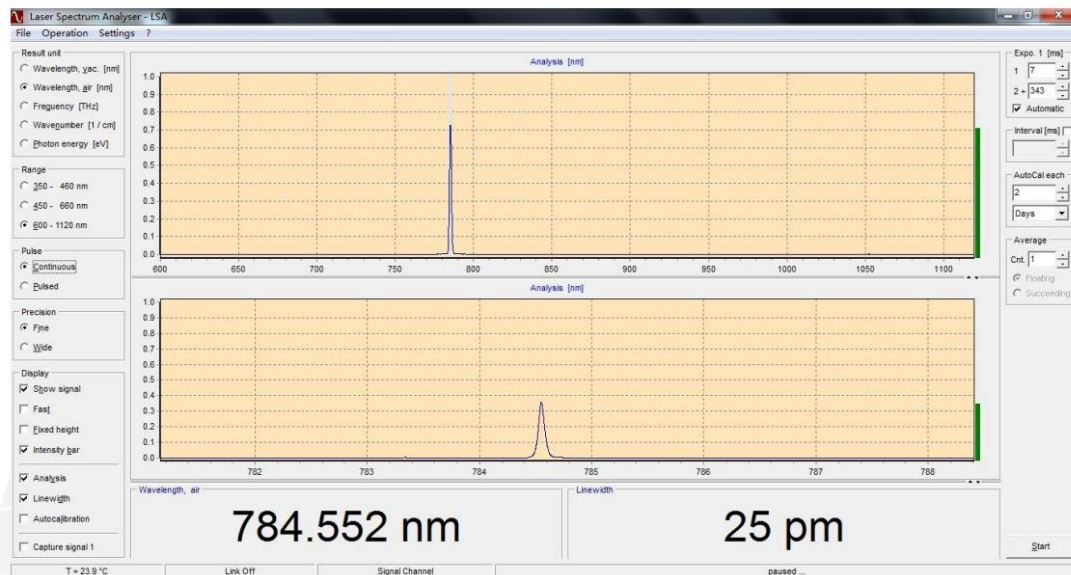 Laser Spectrum Analyser - LSA
File Operation Settings ?
Result unit
Wavelength, vac. [nm]
Wavelength, air [nm]
Frequency [THz]
Wavenumber [1 / cm]
Photon energy [eV]
Range
350 - 460 nm
450 - 660 nm
600 - 1120 nm
Pulse
Continuous
Pulsed
Precision
Fine
Wide
Display
Show signal
Fast
Fixed height
Intensity bar
Analysis
Linewidth
Autocalibration
Capture signal 1
Analysis [nm]
1.0
0.9
0.8
0.7
0.6
0.5
0.4
0.3
0.2
0.1
0.0
600 650 700 750 800 850 900 950 1000 1050 1100
Analysis [nm]
1.0
0.9
0.8
0.7
0.6
0.5
0.4
0.3
0.2
0.1
0.0
782 783 784 785 786 787 788
Wavelength, air
784.552 nm
Linewidth
25 pm
Expo. 1 [ms]
1 7
2 + 343
Automatic
Interval [ms]
AutoCal each
2
Days
Average
Cnt. 1
Floating
Succeeding
Start
T = 23.9 °C Link Off Signal Channel paused ...